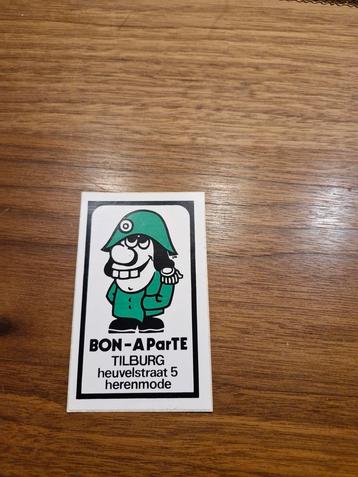 BON-AParTE
TILBURG
heuvelstraat 5
herenmode